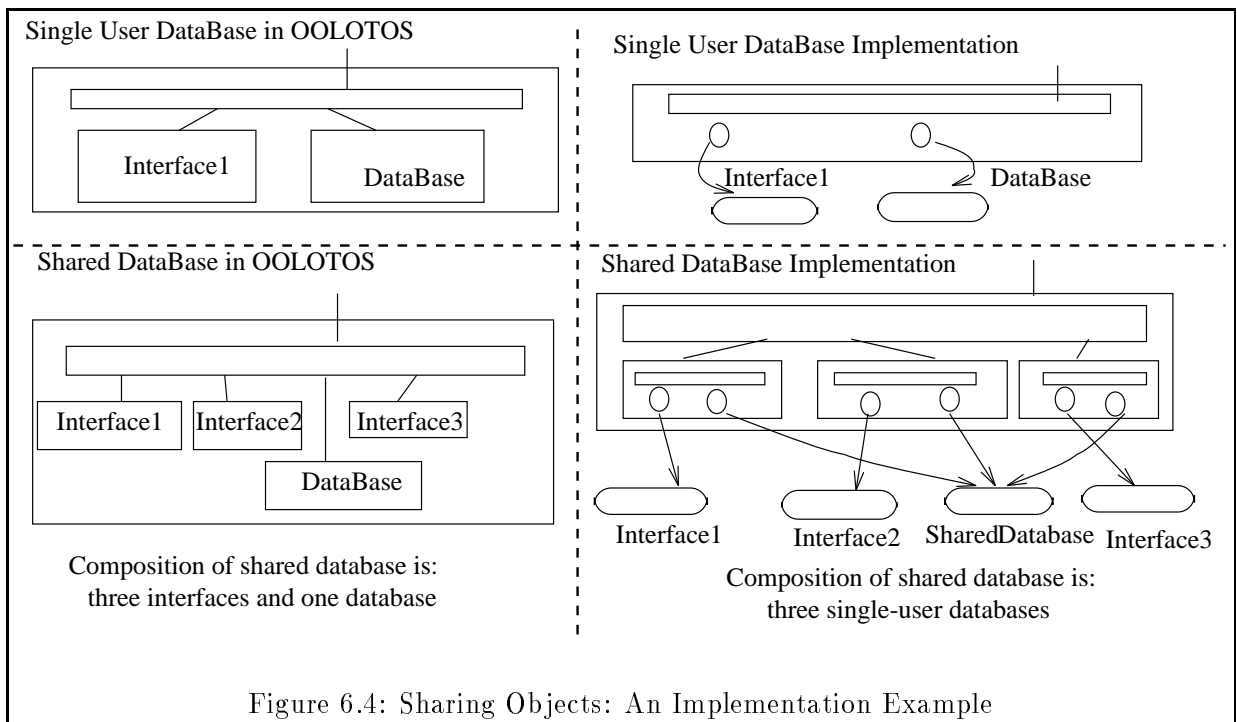 Single User DataBase in OOLOTOS
Interface1
DataBase
Single User DataBase Implementation
Interface1
DataBase
Shared DataBase in OOLOTOS
Interface1
Interface2
Interface3
DataBase
Composition of shared database is:
three interfaces and one database
Shared DataBase Implementation
Interface1
Interface2
SharedDatabase
Interface3
Composition of shared database is:
three single-user databases
Figure 6.4: Sharing Objects: An Implementation Example